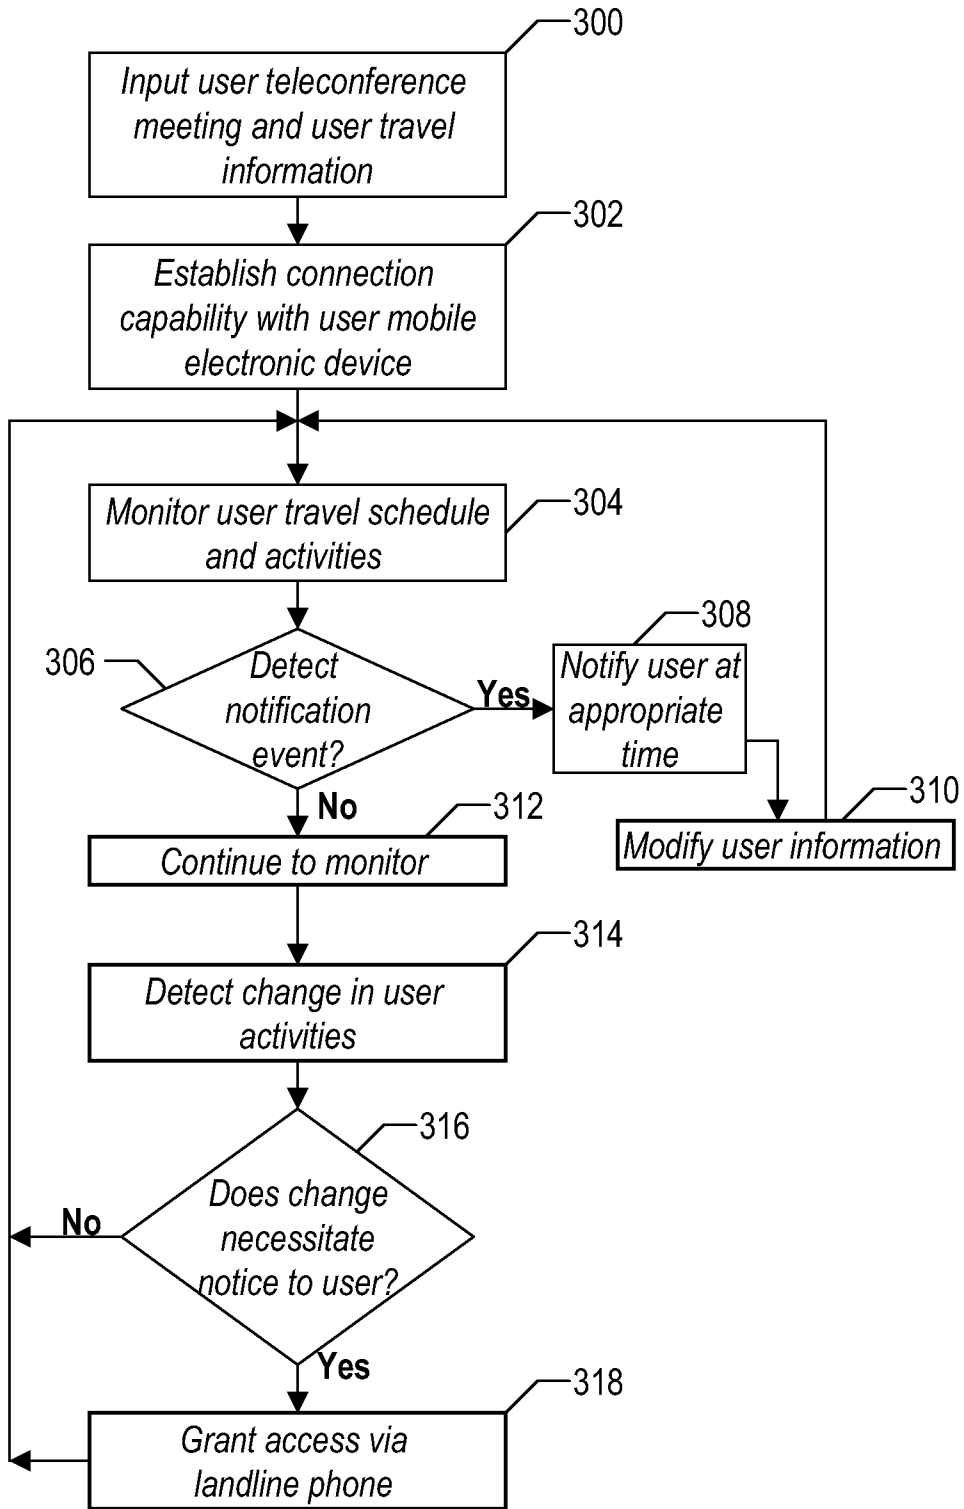 300
Input user teleconference
meeting and user travel
information
302
Establish connection
capability with user mobile
electronic device
304
Monitor user travel schedule
and activities
306
Detect
notification
event?
Yes
308
Notify user at
appropriate
time
310
Modify user information
No
312
Continue to monitor
314
Detect change in user
activities
316
Does change
necessitate
notice to user?
No
Yes
318
Grant access via
landline phone